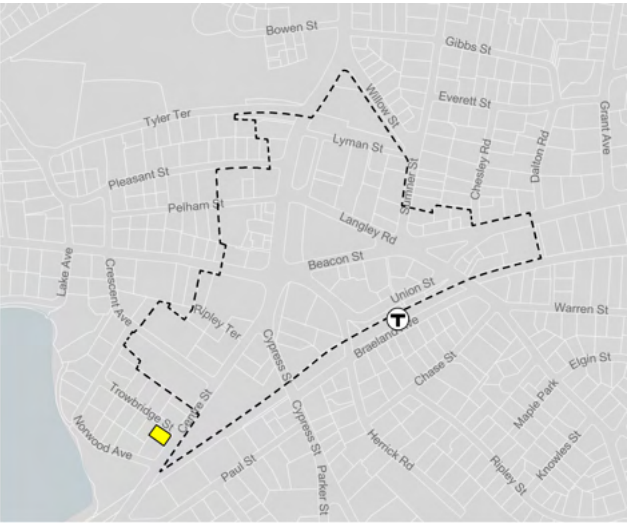 Bowen St
Gibbs St
Willow St
Everett St
Grant Ave
Tyler Ter
Lyman St
Chesley Rd
Dalton Rd
Pleasant St
Sumner St
Pelham St
Langley Rd
Beacon St
Lake Ave
Crescent Ave
Union St
Warren St
Ripley Ter
T
Braeland Ave
Cypress St
Chase St
Elgin St
Trowbridge St
Centre St
Maple Park
Norwood Ave
Cypress St
Herrick Rd
Knowles St
Paul St
Parker St
Ripley St